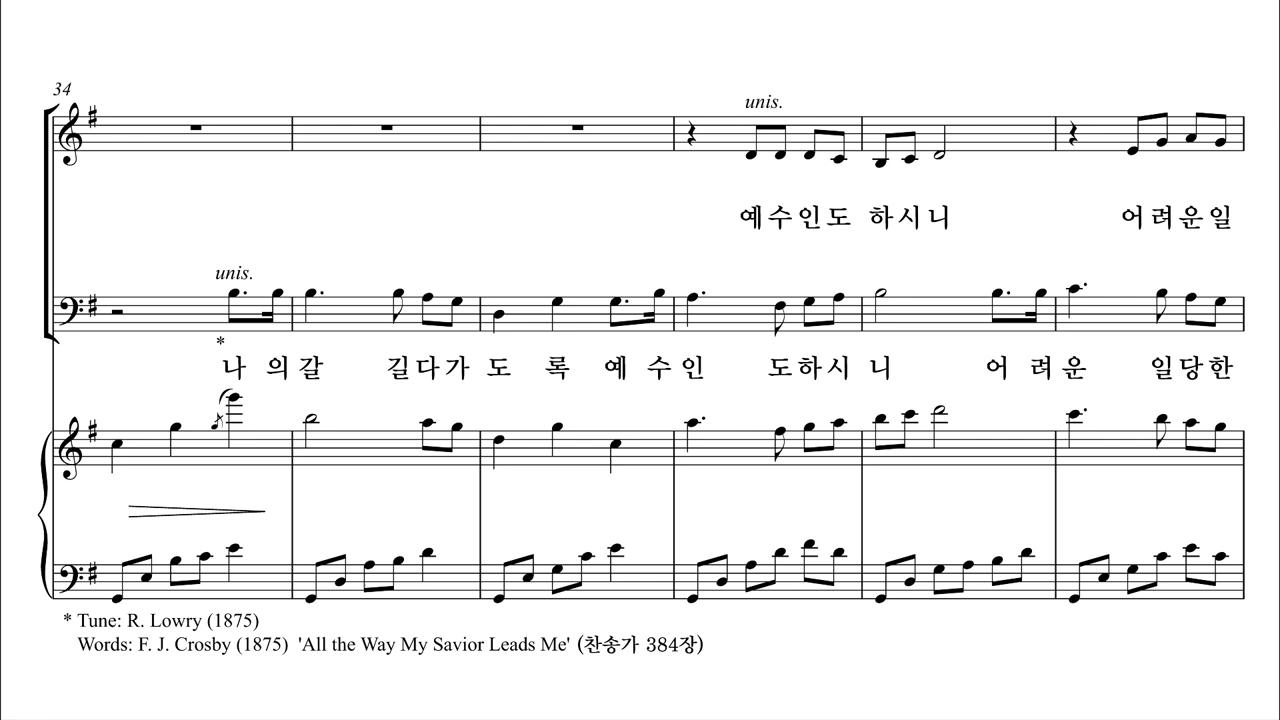 34
unis.
예수인도 하시니 어려운일
unis.
*
나 의갈 길다가 도 록 예 수인 도하시 니 어 려운 일당한
* Tune: R. Lowry (1875)
Words: F. J. Crosby (1875) 'All the Way My Savior Leads Me' (찬송가 384장)